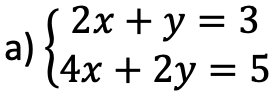 a) { 2x + y = 3
4x + 2y = 5